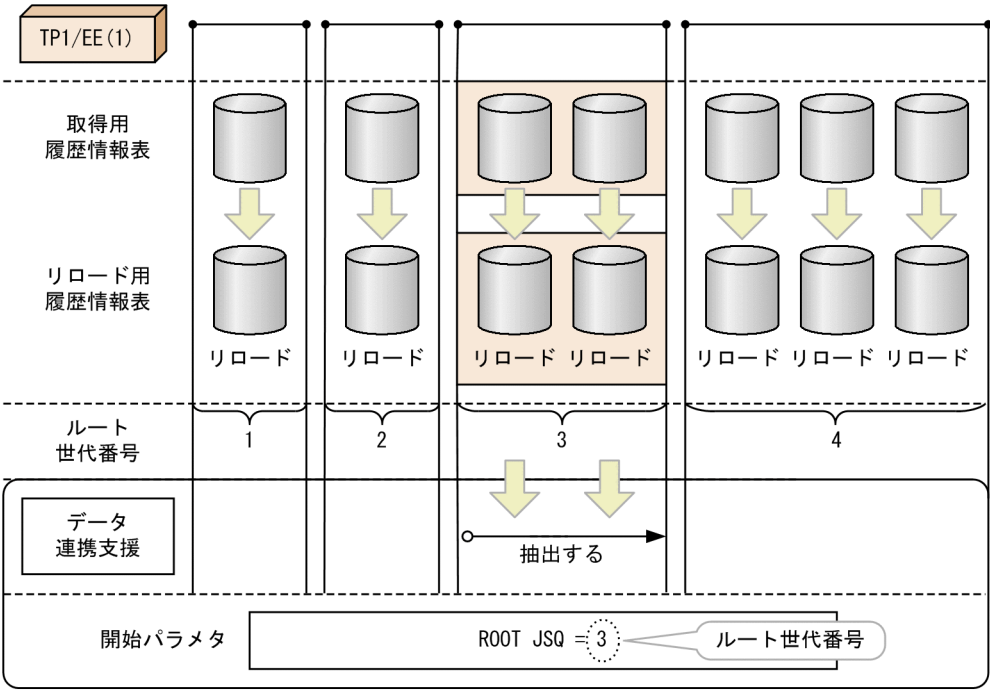 TP1/EE(1)
取得用
履歴情報表
リロード用
履歴情報表
リロード
リロード
リロード
リロード
リロード
リロード
リロード
ルート
世代番号
1
2
3
4
データ
連携支援
抽出する
開始パラメタ
ROOT JSQ =3
ルート世代番号